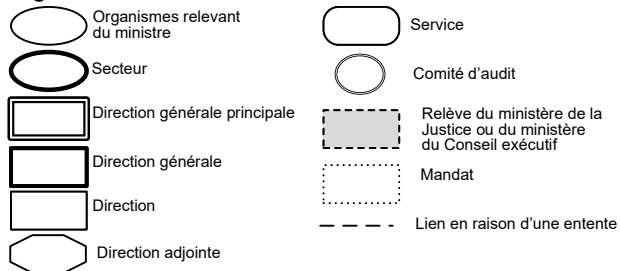 Organismes relevant
du ministre
Secteur
Direction générale principale
Direction générale
Direction
Direction adjointe
Service
Comité d'audit
Relève du ministère de la
Justice ou du ministère
du Conseil exécutif
Mandat
Lien en raison d'une entente